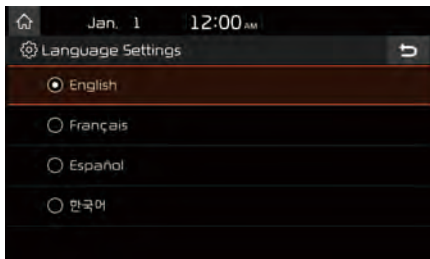 Jan. 1 12:00 AM
Language Settings
English
Français
Español
한국어